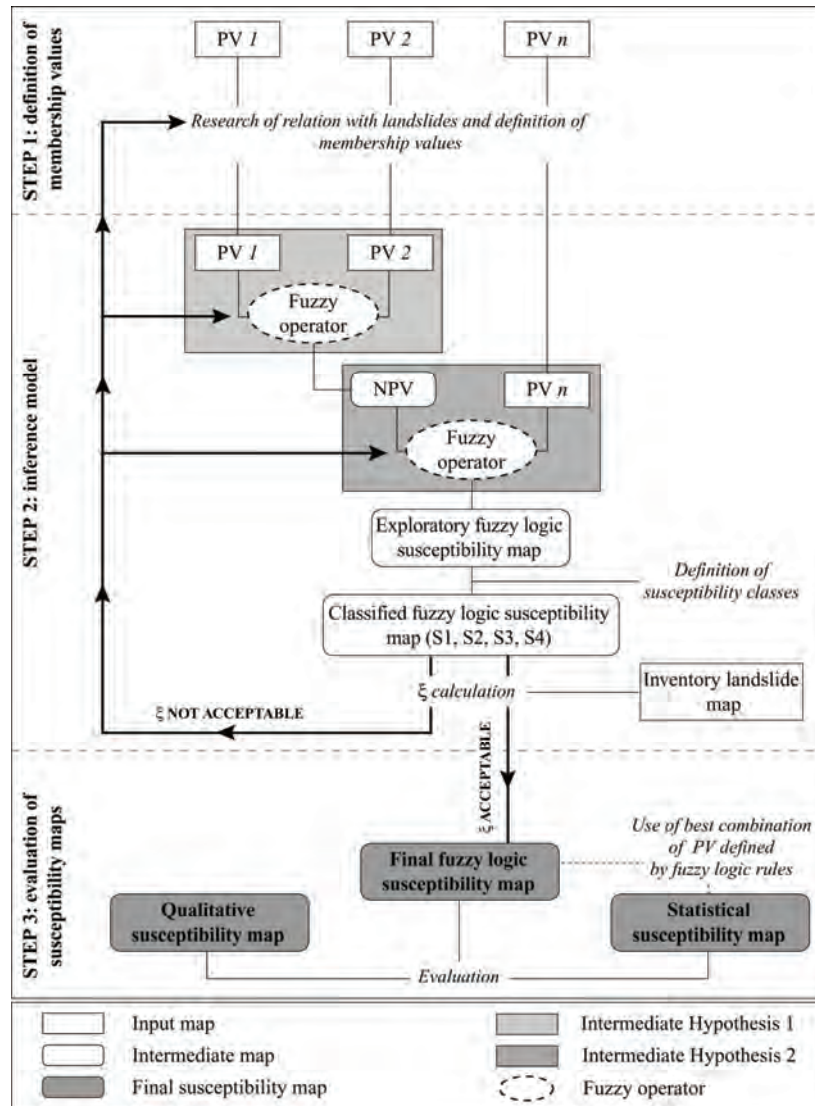 STEP 1: definition of
membership values
PV 1
PV 2
PV n
Research of relation with landslides and definition of
membership values
STEP 2: inference model
PV 1
PV 2
Fuzzy
operator
NPV
PV n
Fuzzy
operator
Exploratory fuzzy logic
susceptibility map
Definition of
susceptibility classes
Classified fuzzy logic susceptibility
map (S1, S2, S3, S4)
ξ calculation
Inventory landslide
map
ξ NOT ACCEPTABLE
ξ ACCEPTABLE
STEP 3: evaluation of
susceptibility maps
Use of best combination
of PV defined
by fuzzy logic rules
Final fuzzy logic
susceptibility map
Qualitative
susceptibility map
Statistical
susceptibility map
Evaluation
Input map
Intermediate map
Final susceptibility map
Intermediate Hypothesis 1
Intermediate Hypothesis 2
Fuzzy operator